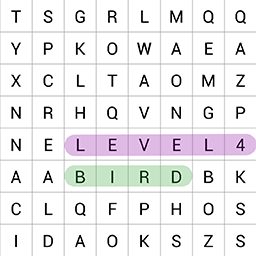 T S G R L M Q Q
Y P K O W A E A
X C L T A O M Z
N R H Q V N G P
N E L E V E L 4
A A B I R D B K
C L Q F P H O S
I D A O K S Z S